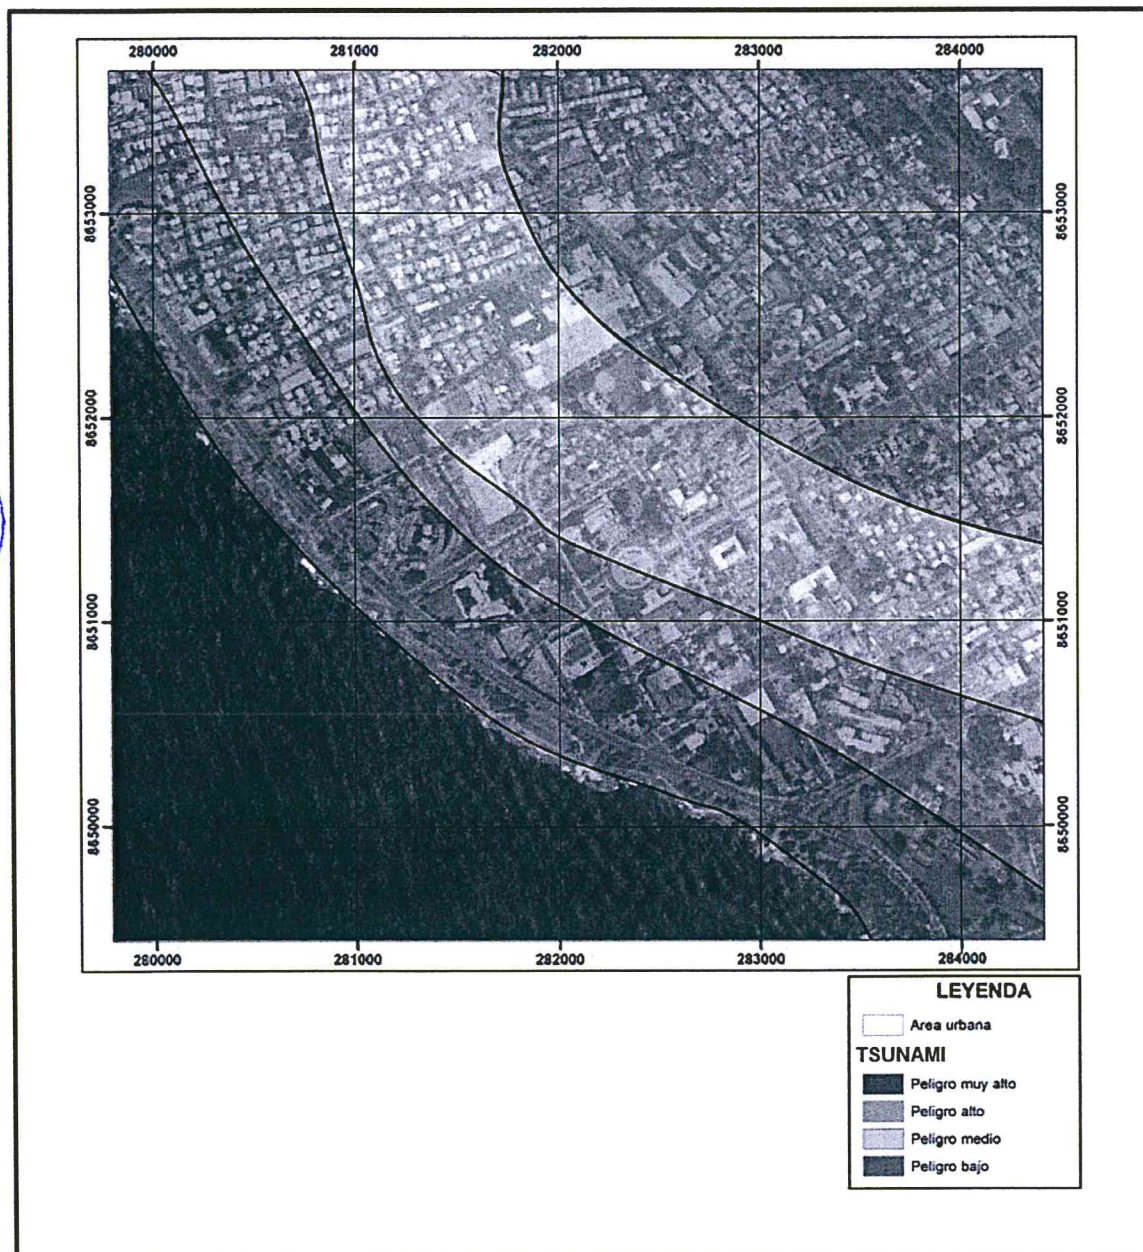 280000 281000 282000 283000 284000
8653000 8653000
8652000 8652000
8651000 8651000
8650000 8650000
280000 281000 282000 283000 284000
LEYENDA
Area urbana
TSUNAMI
Peligro muy alto
Peligro alto
Peligro medio
Peligro bajo